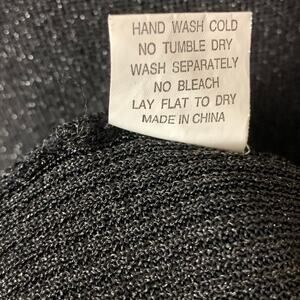 HAND WASH COLD
NO TUMBLE DRY
WASH SEPARATELY
NO BLEACH
LAY FLAT TO DRY
MADE IN CHINA